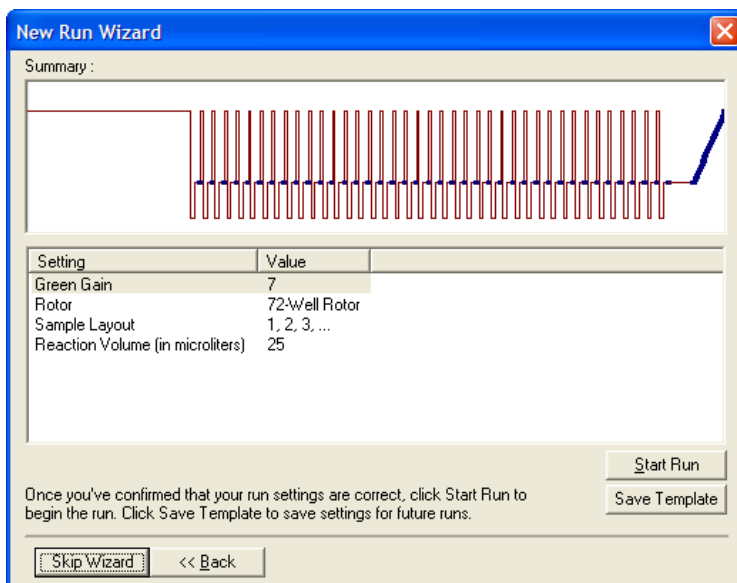 New Run Wizard
Summary :
Setting Value
Green Gain 7
Rotor 72-Well Rotor
Sample Layout 1, 2, 3, ...
Reaction Volume (in microliters) 25
Start Run
Once you've confirmed that your run settings are correct, click Start Run to
begin the run. Click Save Template to save settings for future runs.
Save Template
Skip Wizard << Back